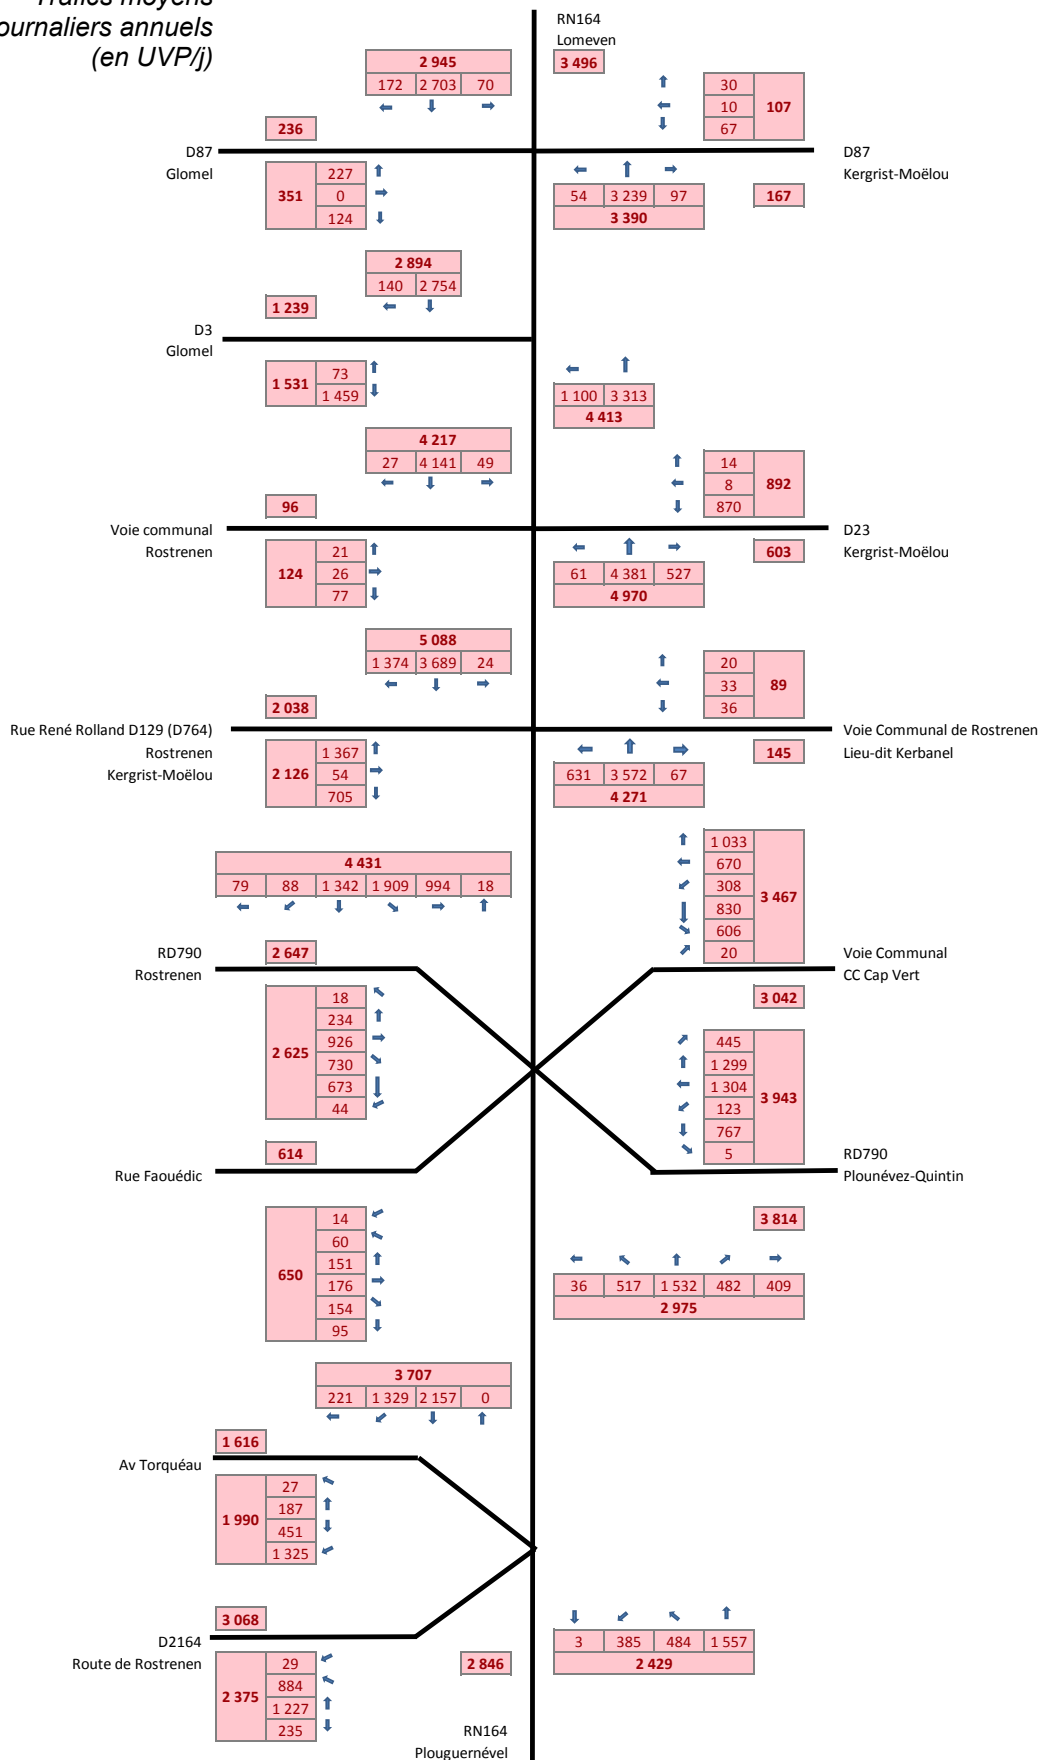 Trafics moyens
journaliers annuels
(en UVP/j)
RN164
Lomeven
3 496
2 945
172 2 703 70
30
10 107
67
236
D87
Glomel
D87
Kergrist-Moëlou
227
351 0
124
54 3 239 97
3 390
167
2 894
140 2 754
1 239
D3
Glomel
73
1 531
1 459
1 100 3 313
4 413
4 217
27 4 141 49
14
8 892
870
96
Voie communal
Rostrenen
D23
Kergrist-Moëlou
21
124 26
77
61 4 381 527
4 970
603
5 088
1 374 3 689 24
20
33 89
36
2 038
Rue René Rolland D129 (D764)
Rostrenen
Kergrist-Moëlou
Voie Communal de Rostrenen
Lieu-dit Kerbanel
1 367
2 126 54
705
631 3 572 67
4 271
145
4 431
79 88 1 342 1 909 994 18
1 033
670
308
3 467
830
606
20
RD790
Rostrenen
2 647
Voie Communal
CC Cap Vert
3 042
18
234
926
2 625
730
673
44
445
1 299
1 304
3 943
123
767
5
614
Rue Faouédic
RD790
Plounévez-Quintin
3 814
14
60
151
650
176
154
95
36 517 1 532 482 409
2 975
3 707
221 1 329 2 157 0
1 616
Av Torquéau
27
187
1 990
451
1 325
3 068
D2164
Route de Rostrenen
3 385 484 1 557
2 429
29
884
2 375
1 227
235
2 846
RN164
Plouguernével